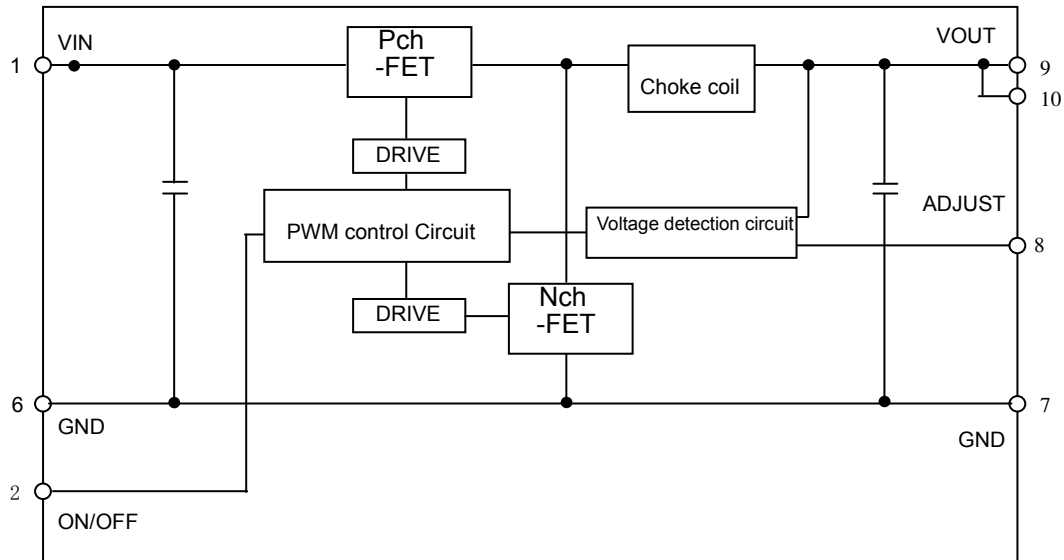 VIN
Pch
-FET
VOUT
1
9
Choke coil
10
DRIVE
ADJUST
PWM control Circuit
Voltage detection circuit
8
Nch
-FET
DRIVE
6
7
GND
GND
2
ON/OFF